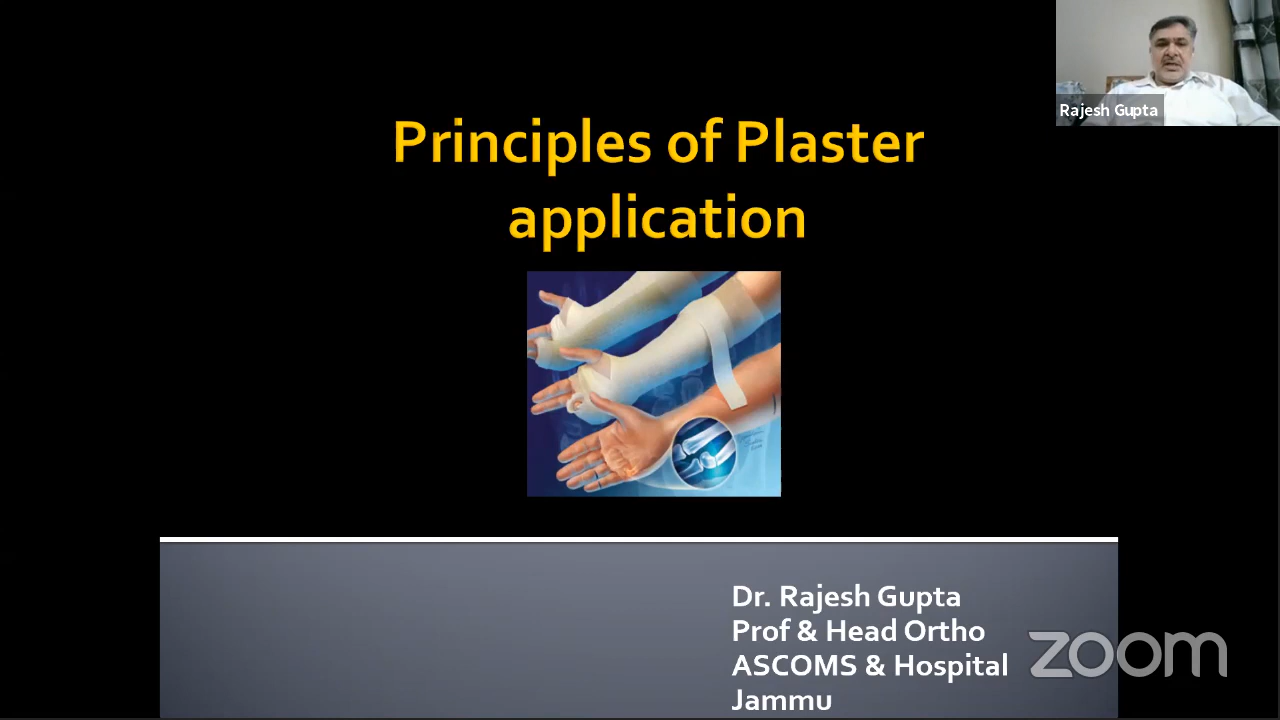 Rajesh Gupta
Principles of Plaster
application
Dr. Rajesh Gupta
Prof & Head Ortho
ASCOMS & Hospital
Jammu
zoom